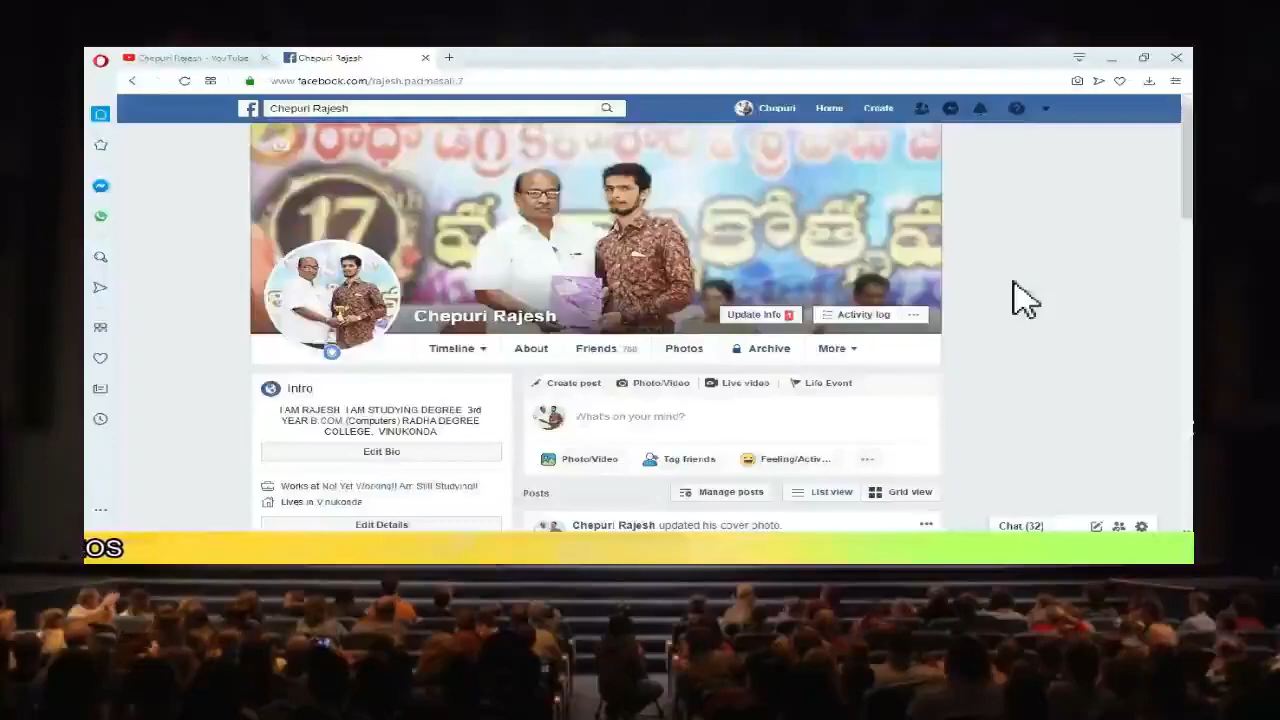 Chepuri Rajesh - YouTube
Chepuri Rajesh
www.facebook.com/rajesh.padmasali.7
Chepuri Rajesh
Chepuri
Home
Create
రాధా డిగ్రీ
17th
Chepuri Rajesh
Update Info 1
Activity log
Timeline
About
Friends 768
Photos
Archive
More
Intro
I AM RAJESH I AM STUDYING DEGREE 3rd
YEAR B.COM (Computers) RADHA DEGREE
COLLEGE, VINUKONDA
Edit Bio
Works at Not Yet Working!! Am Still Studying!!
Lives in Vinukonda
Edit Details
Create post
Photo/Video
Live video
Life Event
What's on your mind?
Photo/Video
Tag friends
Feeling/Activ...
Posts
Manage posts
List view
Grid view
Chepuri Rajesh updated his cover photo.
Chat (32)
OS